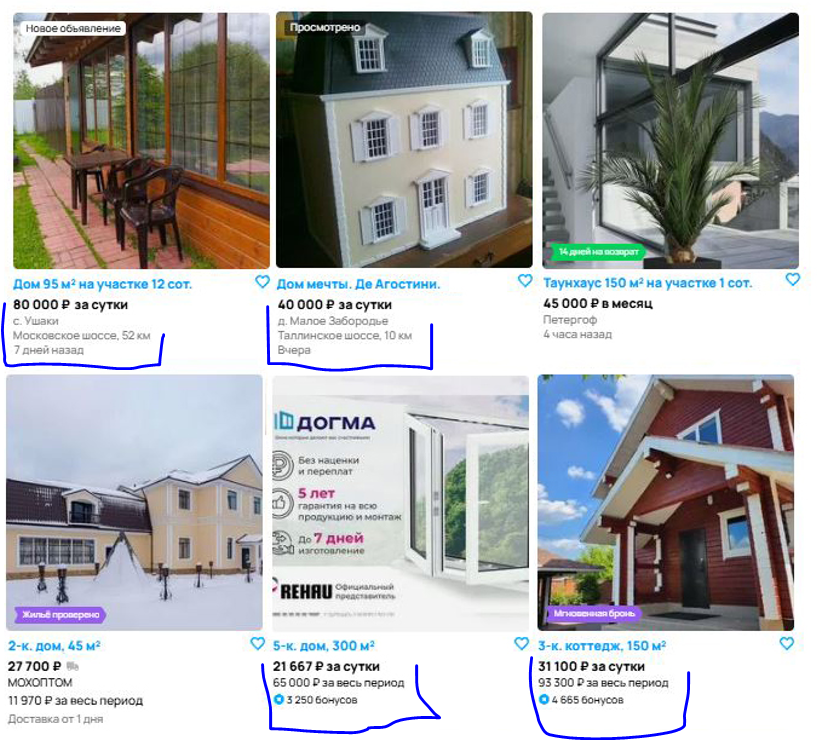 Новое объявление
Дом 95 м² на участке 12 сот.
80 000 ₽ за сутки
с. Ушаки
Московское шоссе, 52 км
7 дней назад
Просмотрено
Дом мечты. Де Агостини.
40 000 ₽ за сутки
д. Малое Забородье
Таллинское шоссе, 10 км
Вчера
14 дней на возврат
Таунхаус 150 м² на участке 1 сот.
45 000 ₽ в месяц
Петергоф
4 часа назад
Жильё проверено
2-к. дом, 45 м²
27 700 ₽
МОХОПТОМ
11 970 ₽ за весь период
Доставка от 1 дня
ДОГМА
Без наценки
и переплат
5 лет
гарантия на всю
продукцию и монтаж
До 7 дней
изготовление
REHAU
Официальный
представитель
5-к. дом, 300 м²
21 667 ₽ за сутки
65 000 ₽ за весь период
3 250 бонусов
Мгновенная бронь
3-к. коттедж, 150 м²
31 100 ₽ за сутки
93 300 ₽ за весь период
4 665 бонусов